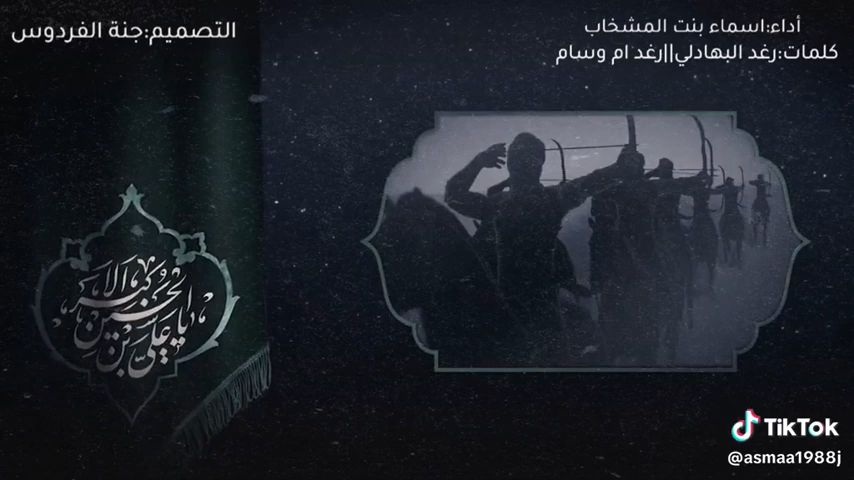 أداء:اسماء بنت المشخاب
كلمات:رغد البهادلي||رغد ام وسام
التصميم:جنة الفردوس
يا علي بن الحسين الاكبر
TikTok
@asmaa1988j